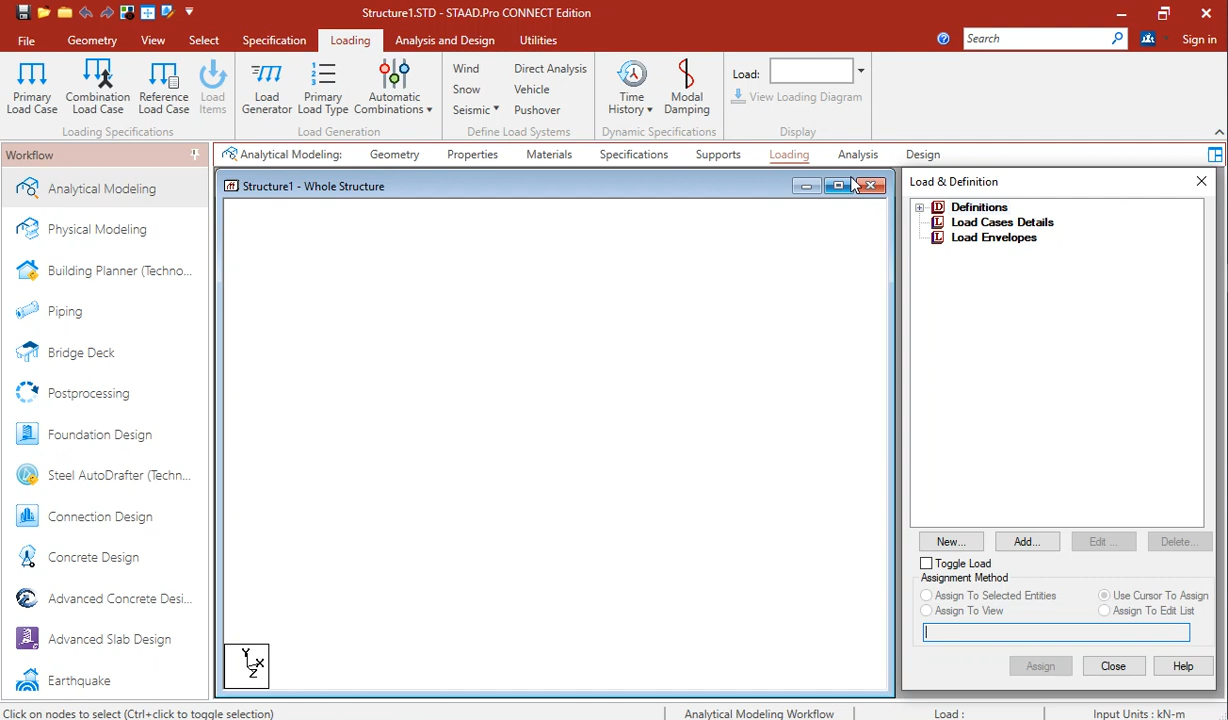 Structure1.STD - STAAD.Pro CONNECT Edition
File Geometry View Select Specification Loading Analysis and Design Utilities Search Sign in
Primary Load Case
Combination Load Case
Reference Load Case
Load Items
Loading Specifications
Load Generator
Primary Load Type
Automatic Combinations
Load Generation
Wind Direct Analysis
Snow Vehicle
Seismic Pushover
Define Load Systems
Time History
Modal Damping
Dynamic Specifications
Load:
View Loading Diagram
Display
Workflow
Analytical Modeling: Geometry Properties Materials Specifications Supports Loading Analysis Design
Analytical Modeling
Physical Modeling
Building Planner (Techno...
Piping
Bridge Deck
Postprocessing
Foundation Design
Steel AutoDrafter (Techn...
Connection Design
Concrete Design
Advanced Concrete Desi...
Advanced Slab Design
Earthquake
Structure1 - Whole Structure
Y
X
Z
Load & Definition
D Definitions
L Load Cases Details
L Load Envelopes
New... Add... Edit ... Delete...
Toggle Load
Assignment Method
Assign To Selected Entities Use Cursor To Assign
Assign To View Assign To Edit List
Assign Close Help
Click on nodes to select (Ctrl+click to toggle selection) Analytical Modeling Workflow Load : Input Units : kN-m